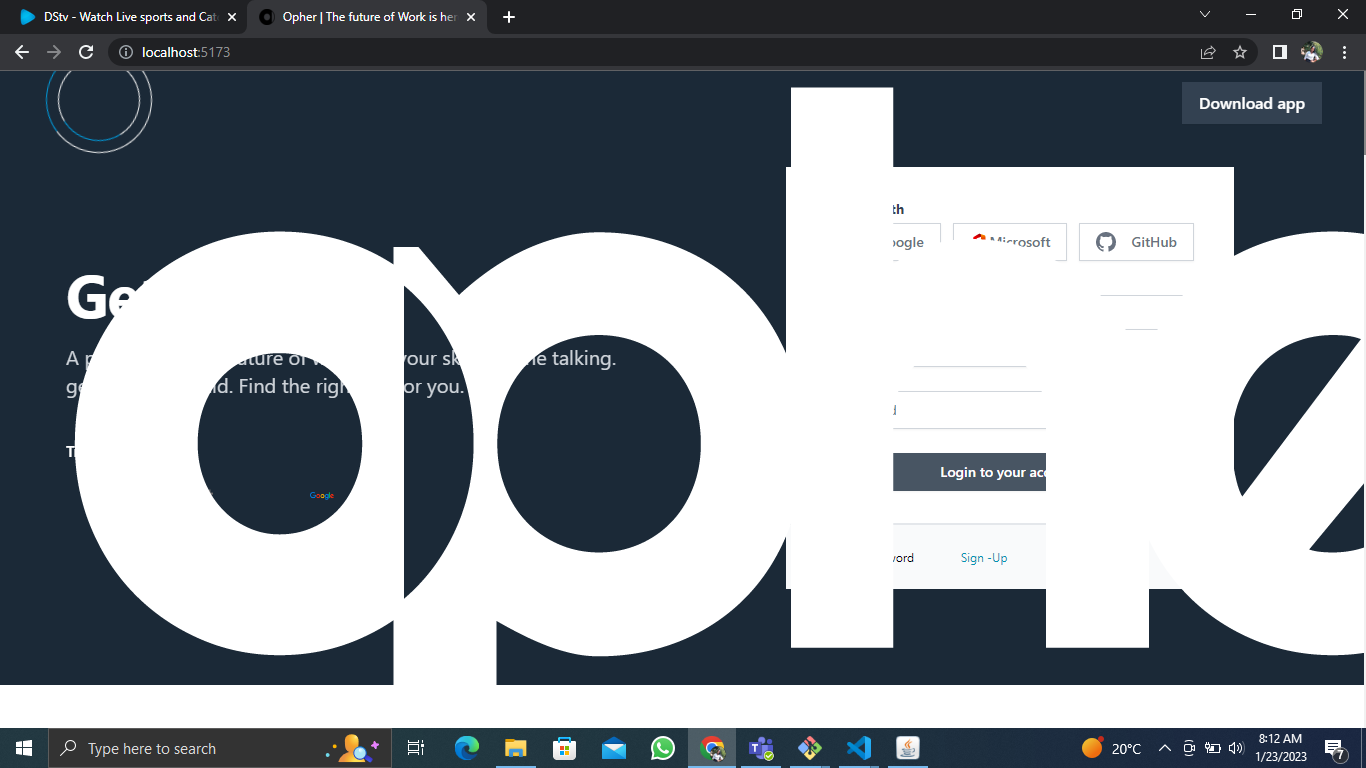 DStv - Watch Live sports and Cat
Opher | The future of Work is her
localhost:5173
Download app
th
Microsoft
GitHub
ophe
Ge
A p
ature of
your sk
he talking.
ge
d. Find the righ
or you.
T
Google
Login to your acc
word
Sign -Up
Type here to search
20°C
8:12 AM
1/23/2023
7